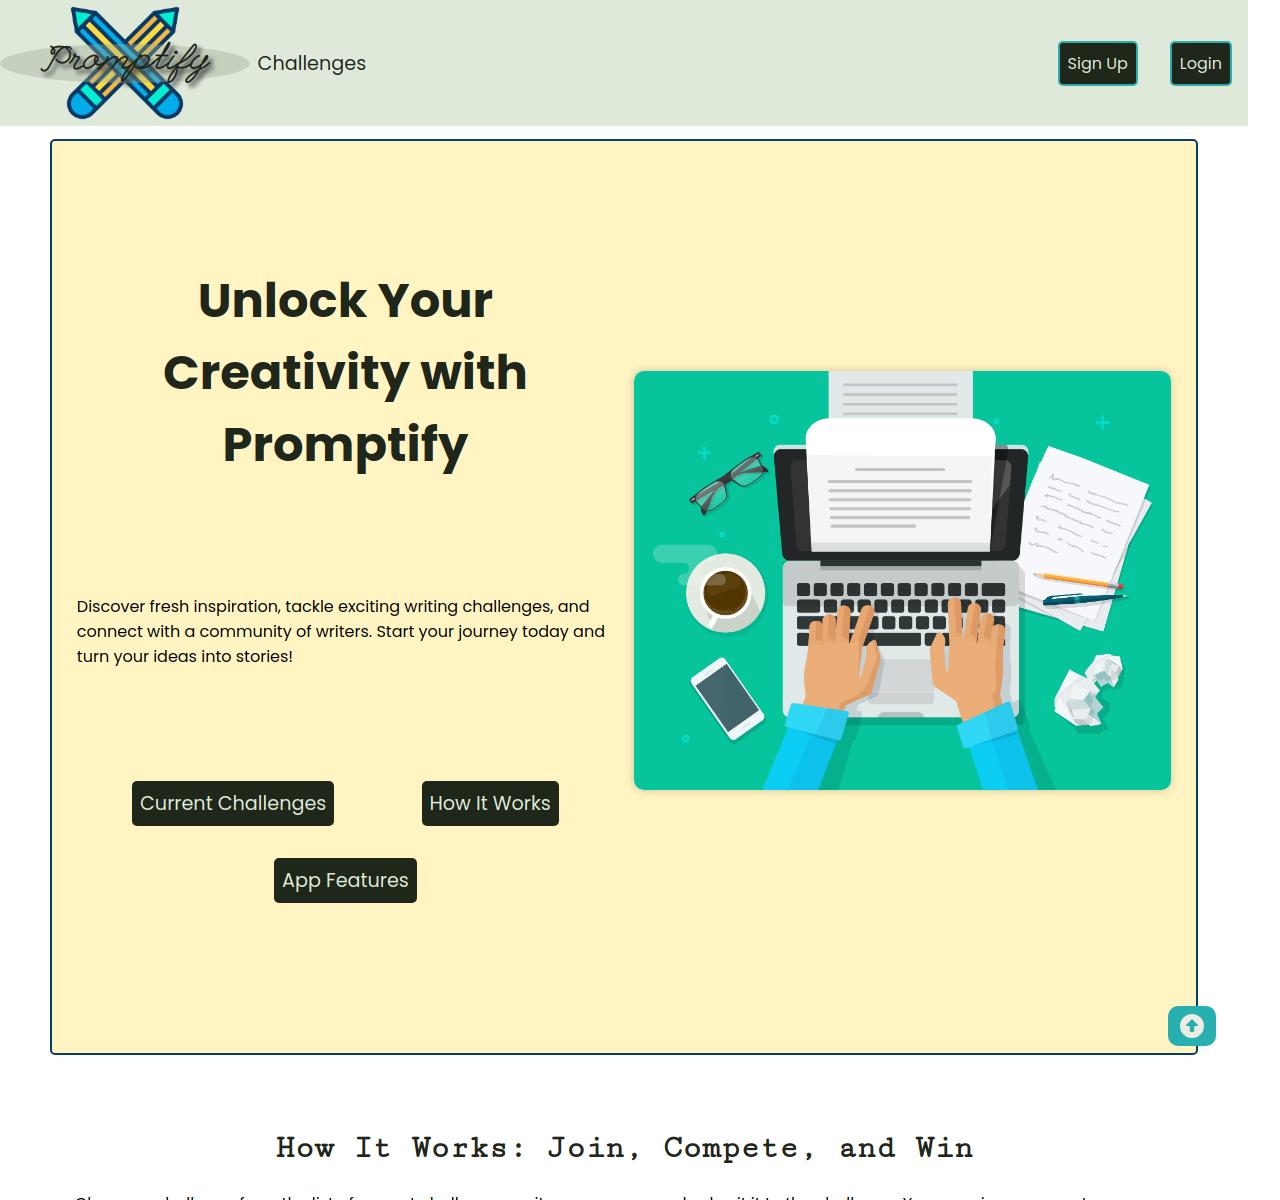 Promptify
Challenges
Sign Up
Login
Unlock Your
Creativity with
Promptify
Discover fresh inspiration, tackle exciting writing challenges, and
connect with a community of writers. Start your journey today and
turn your ideas into stories!
Current Challenges
How It Works
App Features
How It Works: Join, Compete, and Win